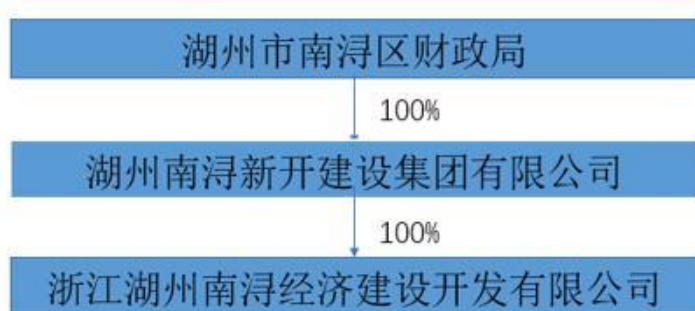 湖州市南浔区财政局
100%
湖州南浔新开建设集团有限公司
100%
浙江湖州南浔经济建设开发有限公司